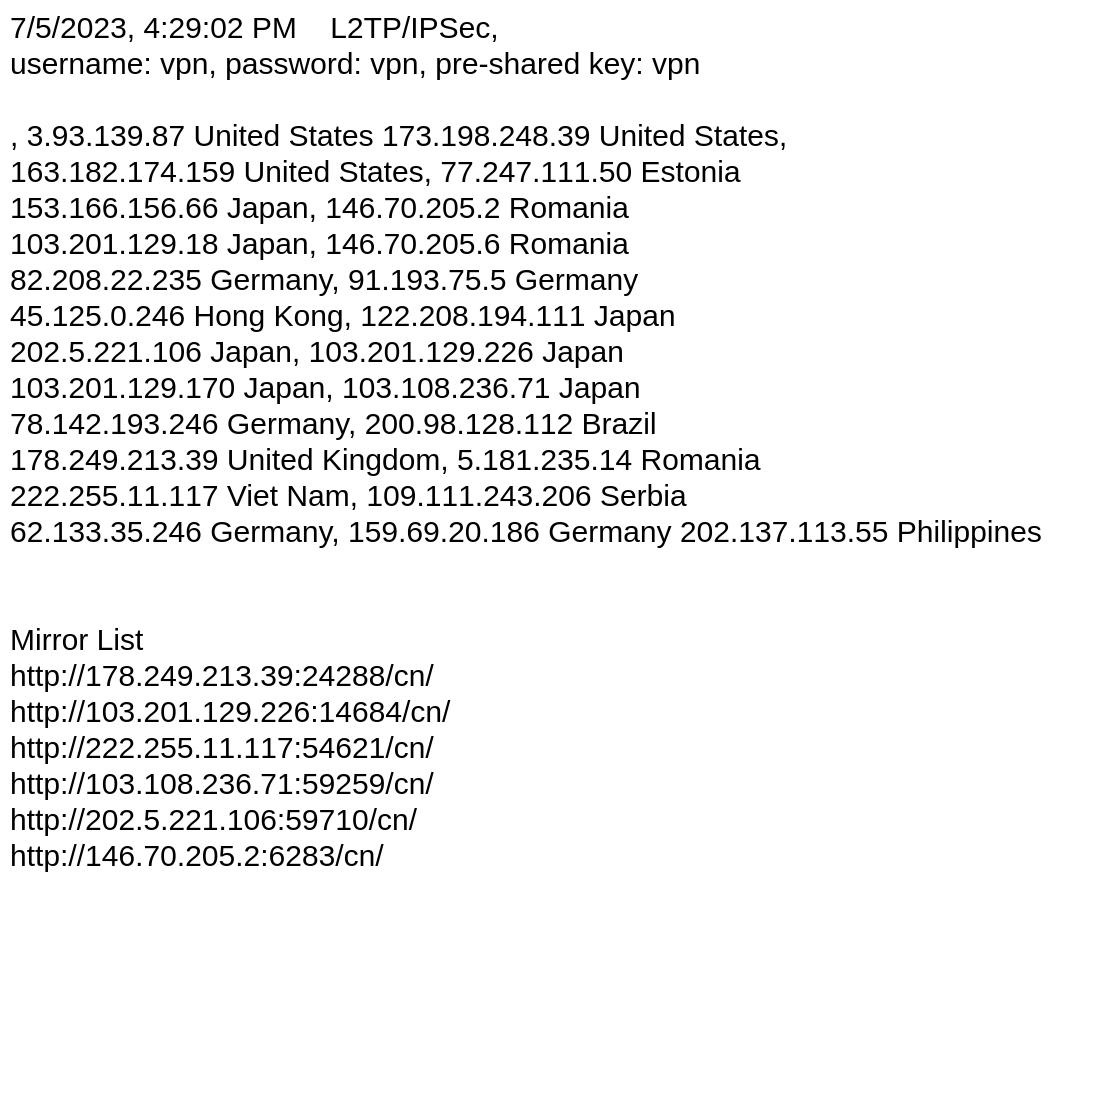 7/5/2023, 4:29:02 PM    L2TP/IPSec,
username: vpn, password: vpn, pre-shared key: vpn
, 3.93.139.87 United States 173.198.248.39 United States,
163.182.174.159 United States, 77.247.111.50 Estonia
153.166.156.66 Japan, 146.70.205.2 Romania
103.201.129.18 Japan, 146.70.205.6 Romania
82.208.22.235 Germany, 91.193.75.5 Germany
45.125.0.246 Hong Kong, 122.208.194.111 Japan
202.5.221.106 Japan, 103.201.129.226 Japan
103.201.129.170 Japan, 103.108.236.71 Japan
78.142.193.246 Germany, 200.98.128.112 Brazil
178.249.213.39 United Kingdom, 5.181.235.14 Romania
222.255.11.117 Viet Nam, 109.111.243.206 Serbia
62.133.35.246 Germany, 159.69.20.186 Germany 202.137.113.55 Philippines
Mirror List
http://178.249.213.39:24288/cn/
http://103.201.129.226:14684/cn/
http://222.255.11.117:54621/cn/
http://103.108.236.71:59259/cn/
http://202.5.221.106:59710/cn/
http://146.70.205.2:6283/cn/